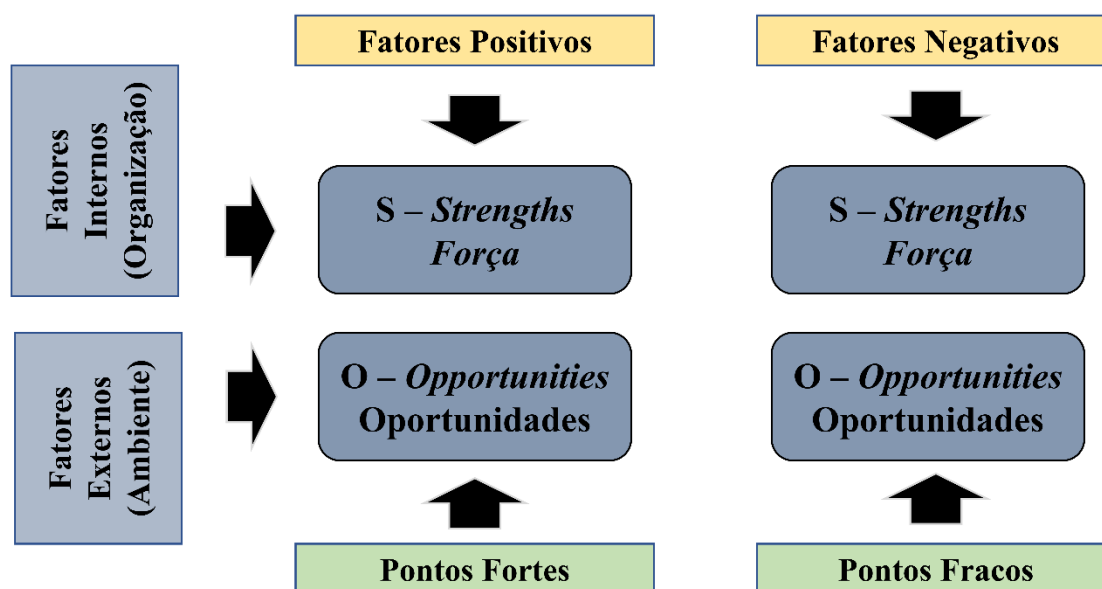 Fatores Positivos
Fatores Negativos
Fatores
Internos
(Organização)
S – Strengths
Força
S – Strengths
Força
Fatores
Externos
(Ambiente)
O – Opportunities
Oportunidades
O – Opportunities
Oportunidades
Pontos Fortes
Pontos Fracos